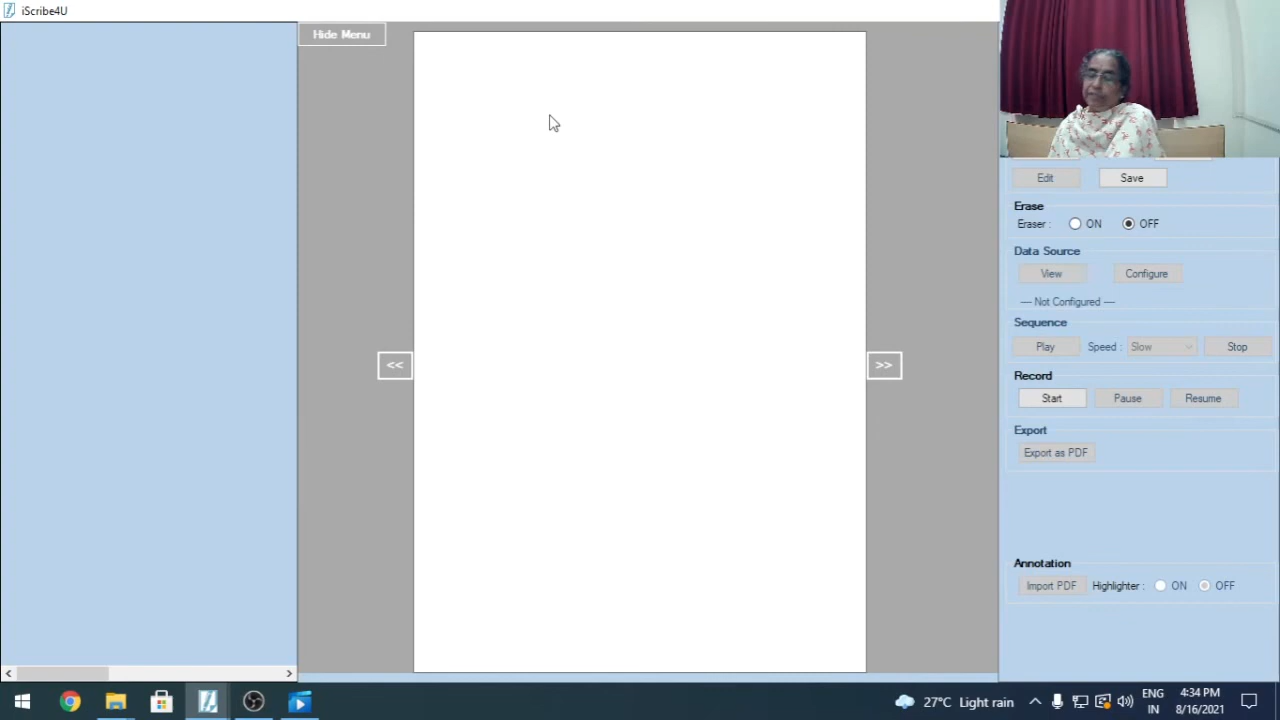 iScribe4U
Hide Menu
<<
>>
Edit
Save
Erase
Eraser :
ON
OFF
Data Source
View
Configure
--- Not Configured ---
Sequence
Play
Speed :
Slow
Stop
Record
Start
Pause
Resume
Export
Export as PDF
Annotation
Import PDF
Highlighter :
ON
OFF
27°C Light rain
ENG
IN
4:34 PM
8/16/2021